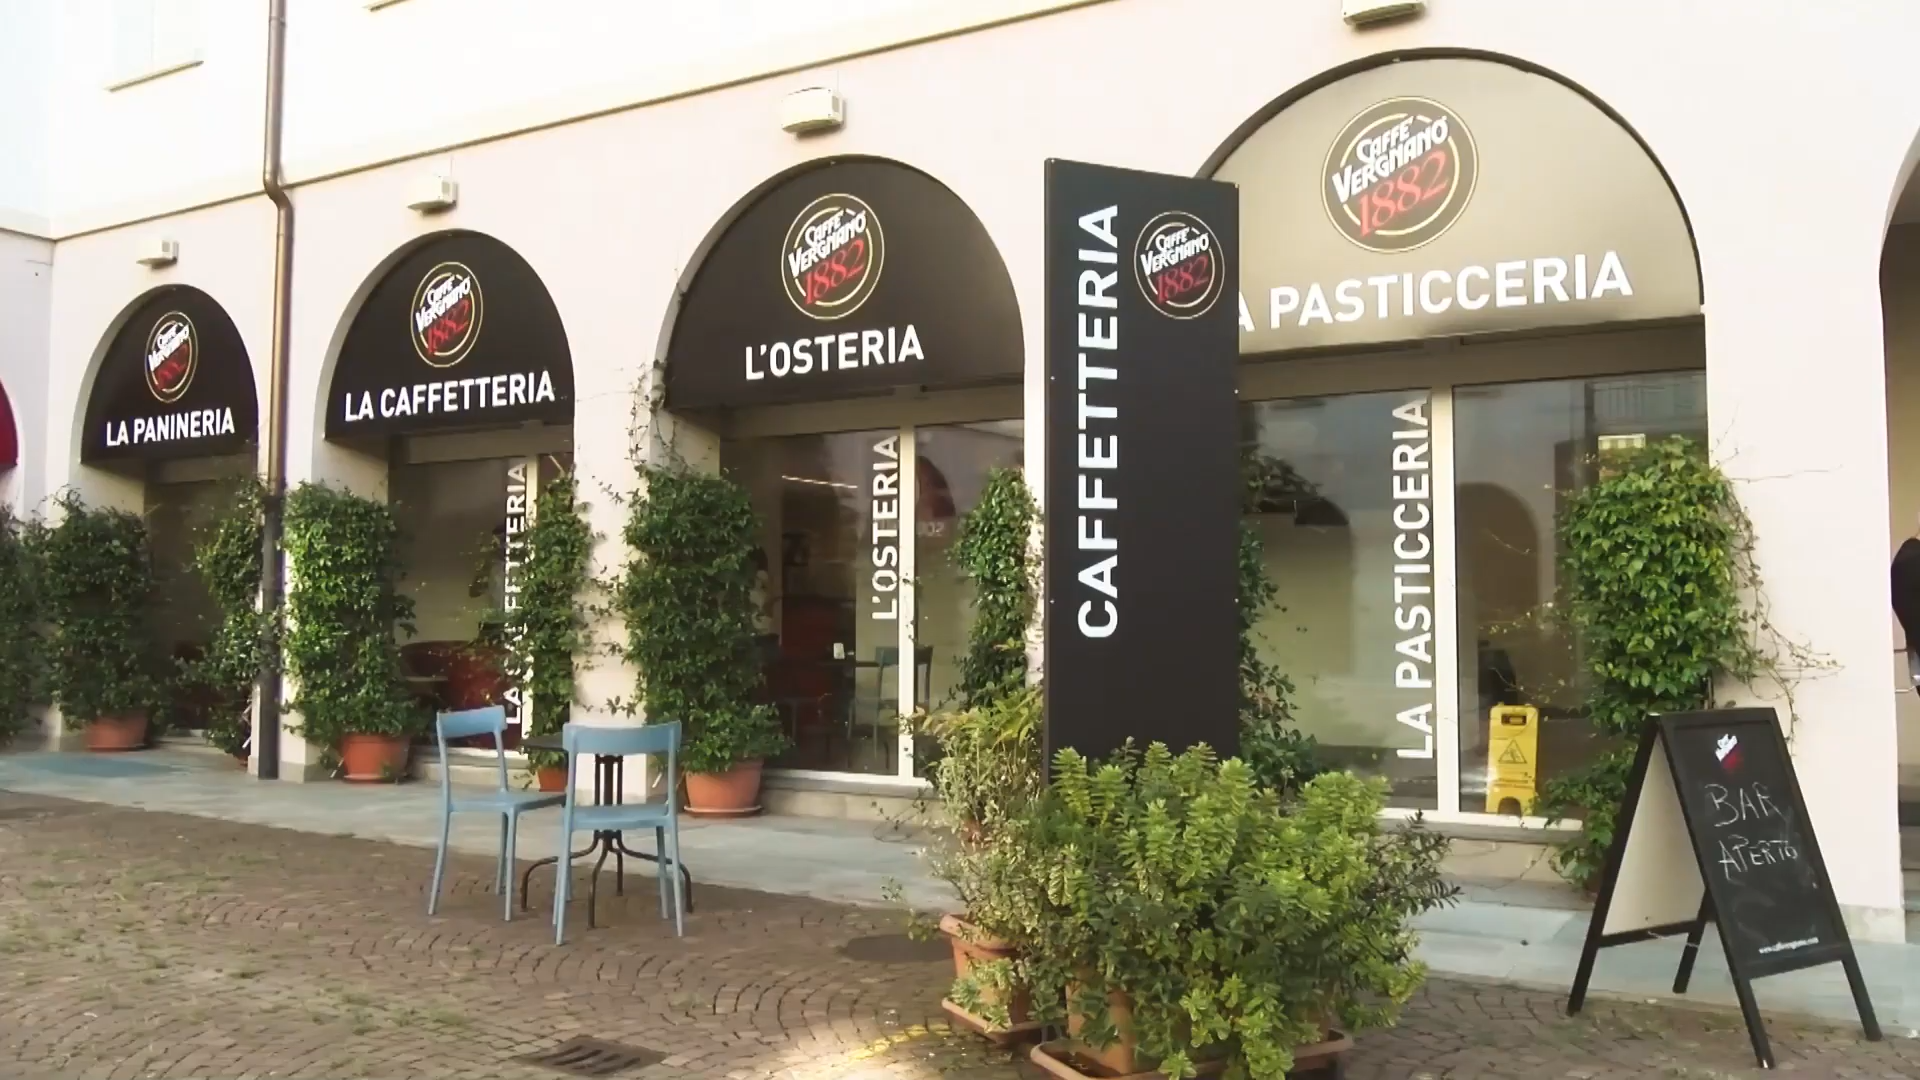 CAFFÈ
VERGNANO
1882
LA PANINERIA
CAFFÈ
VERGNANO
1882
LA CAFFETTERIA
LA CAFFETTERIA
CAFFÈ
VERGNANO
1882
L'OSTERIA
L'OSTERIA
CAFFETTERIA
CAFFÈ
VERGNANO
1882
CAFFÈ
VERGNANO
1882
A PASTICCERIA
LA PASTICCERIA
BAR
APERTO